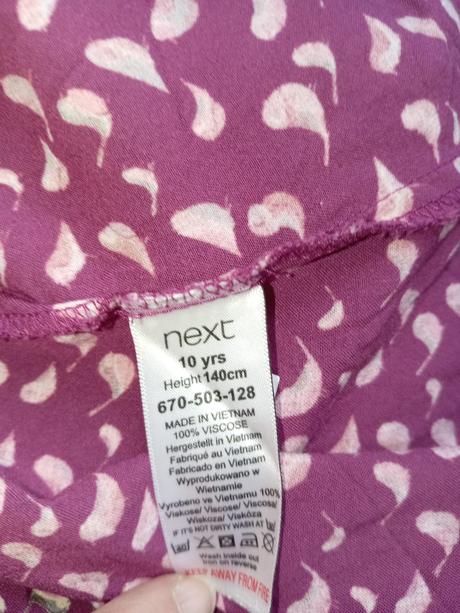 next
10 yrs
Height 140cm
670-503-128
MADE IN VIETNAM
100% VISCOSE
Hergestellt in Vietnam
Fabriqué au Vietnam
Fabricado en Vietnam
Wyprodukowano w
Wietnamie
Vyrobeno ve Vietnamu 100%
Viskose/ Viscose/ Viscosa/
Wiskoza/ Viskóza
IF IT'S NOT DIRTY WASH AT 30
Wash inside out
Iron on reverse
KEEP AWAY FROM FIRE